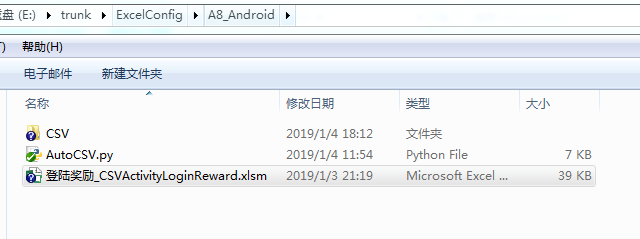 盘 (E:) trunk ExcelConfig A8_Android
T) 帮助(H)
电子邮件 新建文件夹
名称 修改日期 类型 大小
CSV 2019/1/4 18:12 文件夹
AutoCSV.py 2019/1/4 11:54 Python File 7 KB
登陆奖励_CSVActivityLoginReward.xlsm 2019/1/3 21:19 Microsoft Excel ... 39 KB